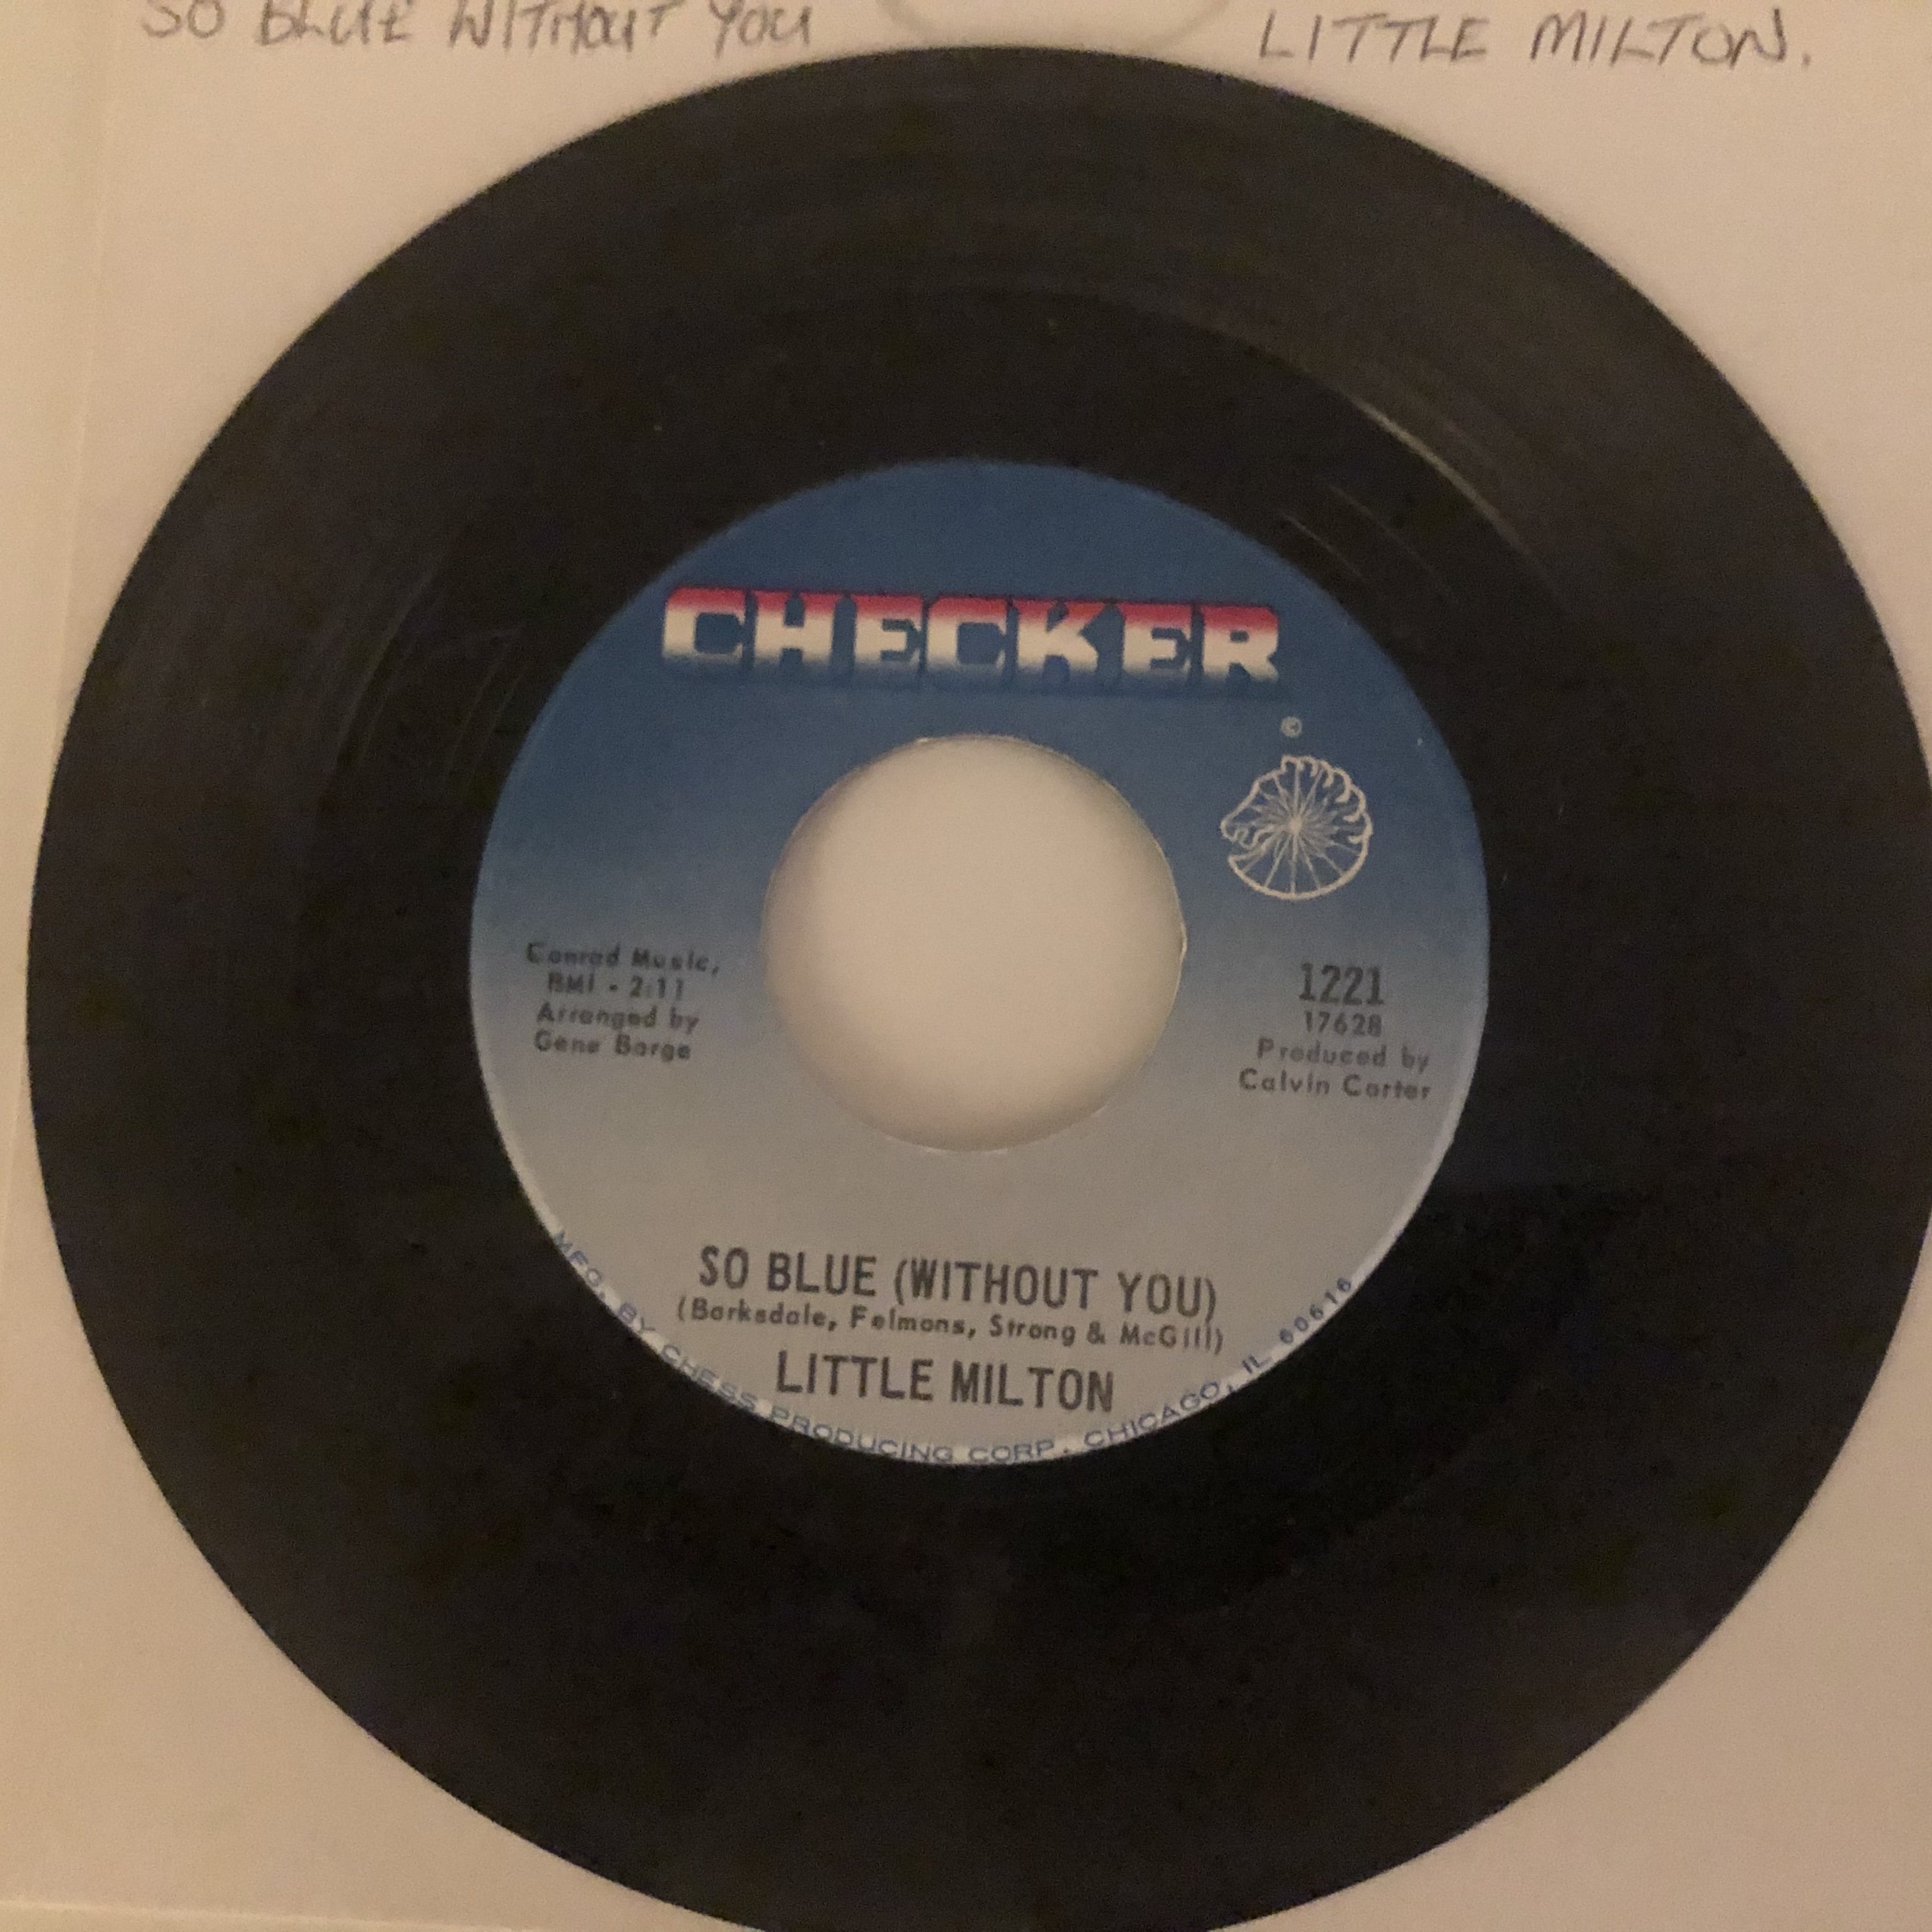 SO BLUE WITHOUT YOU
LITTLE MILTON.
CHECKER
©
Conrad Music,
BMI - 2:11
Arranged by
Gene Barge
1221
17628
Produced by
Calvin Carter
SO BLUE (WITHOUT YOU)
(Barksdale, Felmons, Strong & McGill)
LITTLE MILTON
MFG. BY CHESS PRODUCING CORP. CHICAGO, IL 60616